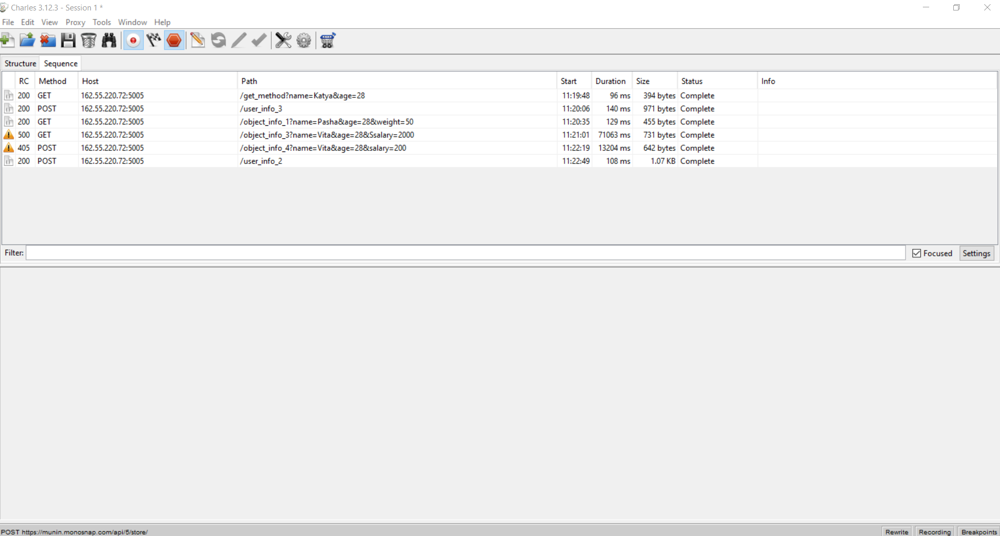 Charles 3.12.3 - Session 1 *
File Edit View Proxy Tools Window Help
Structure Sequence
RC Method Host Path Start Duration Size Status Info
200 GET 162.55.220.72:5005 /get_method?name=Katya&age=28 11:19:48 96 ms 394 bytes Complete
200 POST 162.55.220.72:5005 /user_info_3 11:20:06 140 ms 971 bytes Complete
200 GET 162.55.220.72:5005 /object_info_1?name=Pasha&age=28&weight=50 11:20:35 129 ms 455 bytes Complete
500 GET 162.55.220.72:5005 /object_info_3?name=Vita&age=28&Ssalary=2000 11:21:01 71063 ms 731 bytes Complete
405 POST 162.55.220.72:5005 /object_info_4?name=Vita&age=28&salary=200 11:22:19 13204 ms 642 bytes Complete
200 POST 162.55.220.72:5005 /user_info_2 11:22:49 108 ms 1.07 KB Complete
Filter: Focused Settings
POST https://munin.monosnap.com/api/5/store/ Rewrite Recording Breakpoints